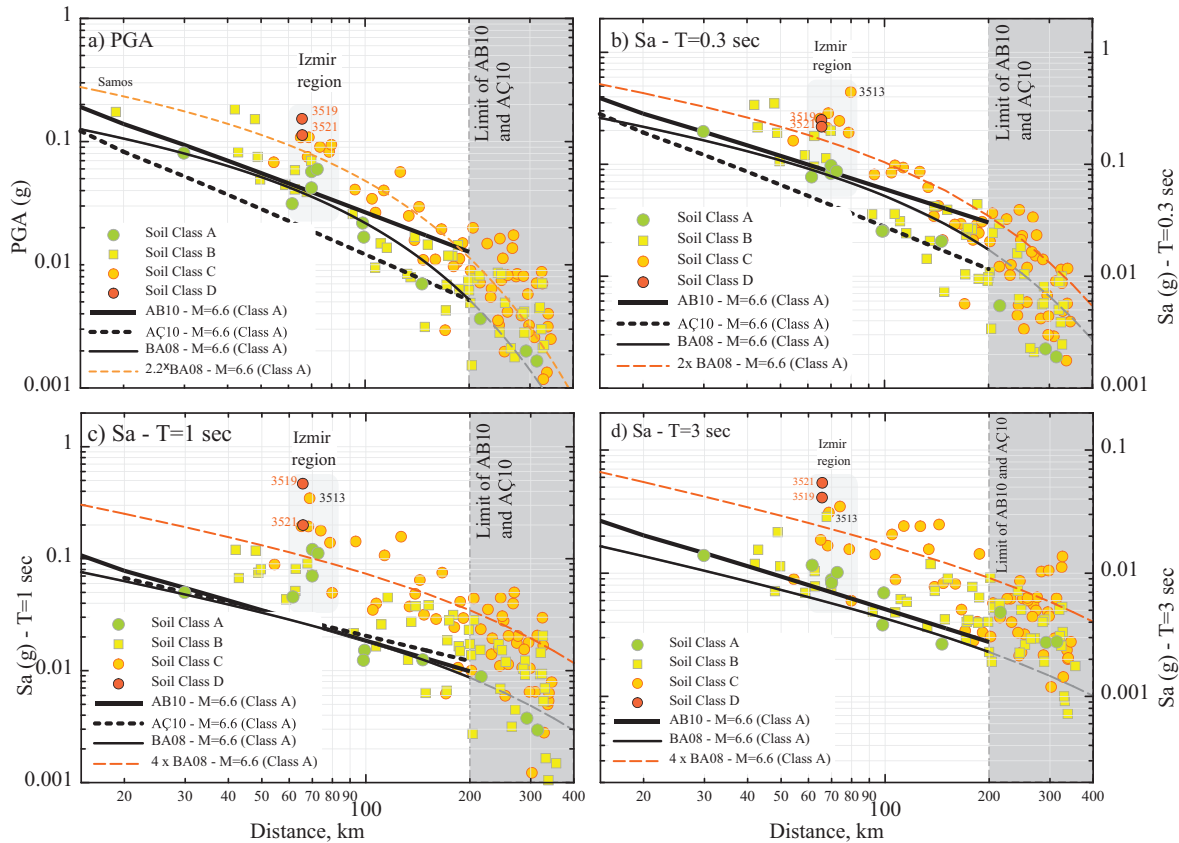 a) PGA
1
0.1
0.01
0.001
PGA (g)
Samos
Izmir
region
3519
3521
Limit of AB10
and AÇ10
Soil Class A
Soil Class B
Soil Class C
Soil Class D
AB10 - M=6.6 (Class A)
AÇ10 - M=6.6 (Class A)
BA08 - M=6.6 (Class A)
2.2xBA08 - M=6.6 (Class A)
b) Sa - T=0.3 sec
1
0.1
0.01
0.001
Sa (g) - T=0.3 sec
Izmir
region
3513
3519
3521
Limit of AB10
and AÇ10
Soil Class A
Soil Class B
Soil Class C
Soil Class D
AB10 - M=6.6 (Class A)
AÇ10 - M=6.6 (Class A)
BA08 - M=6.6 (Class A)
2x BA08 - M=6.6 (Class A)
c) Sa - T=1 sec
1
0.1
0.01
0.001
Sa (g) - T=1 sec
Izmir
region
3519
3513
3521
Limit of AB10
and AÇ10
Soil Class A
Soil Class B
Soil Class C
Soil Class D
AB10 - M=6.6 (Class A)
AÇ10 - M=6.6 (Class A)
BA08 - M=6.6 (Class A)
4 x BA08 - M=6.6 (Class A)
20 30 40 50 60 70 80 90 100 200 300 400
Distance, km
d) Sa - T=3 sec
0.1
0.01
0.001
Sa (g) - T=3 sec
Izmir
region
3521
3519
3513
Limit of AB10 and AÇ10
Soil Class A
Soil Class B
Soil Class C
Soil Class D
AB10 - M=6.6 (Class A)
BA08 - M=6.6 (Class A)
4 x BA08 - M=6.6 (Class A)
20 30 40 50 60 70 80 90 100 200 300 400
Distance, km